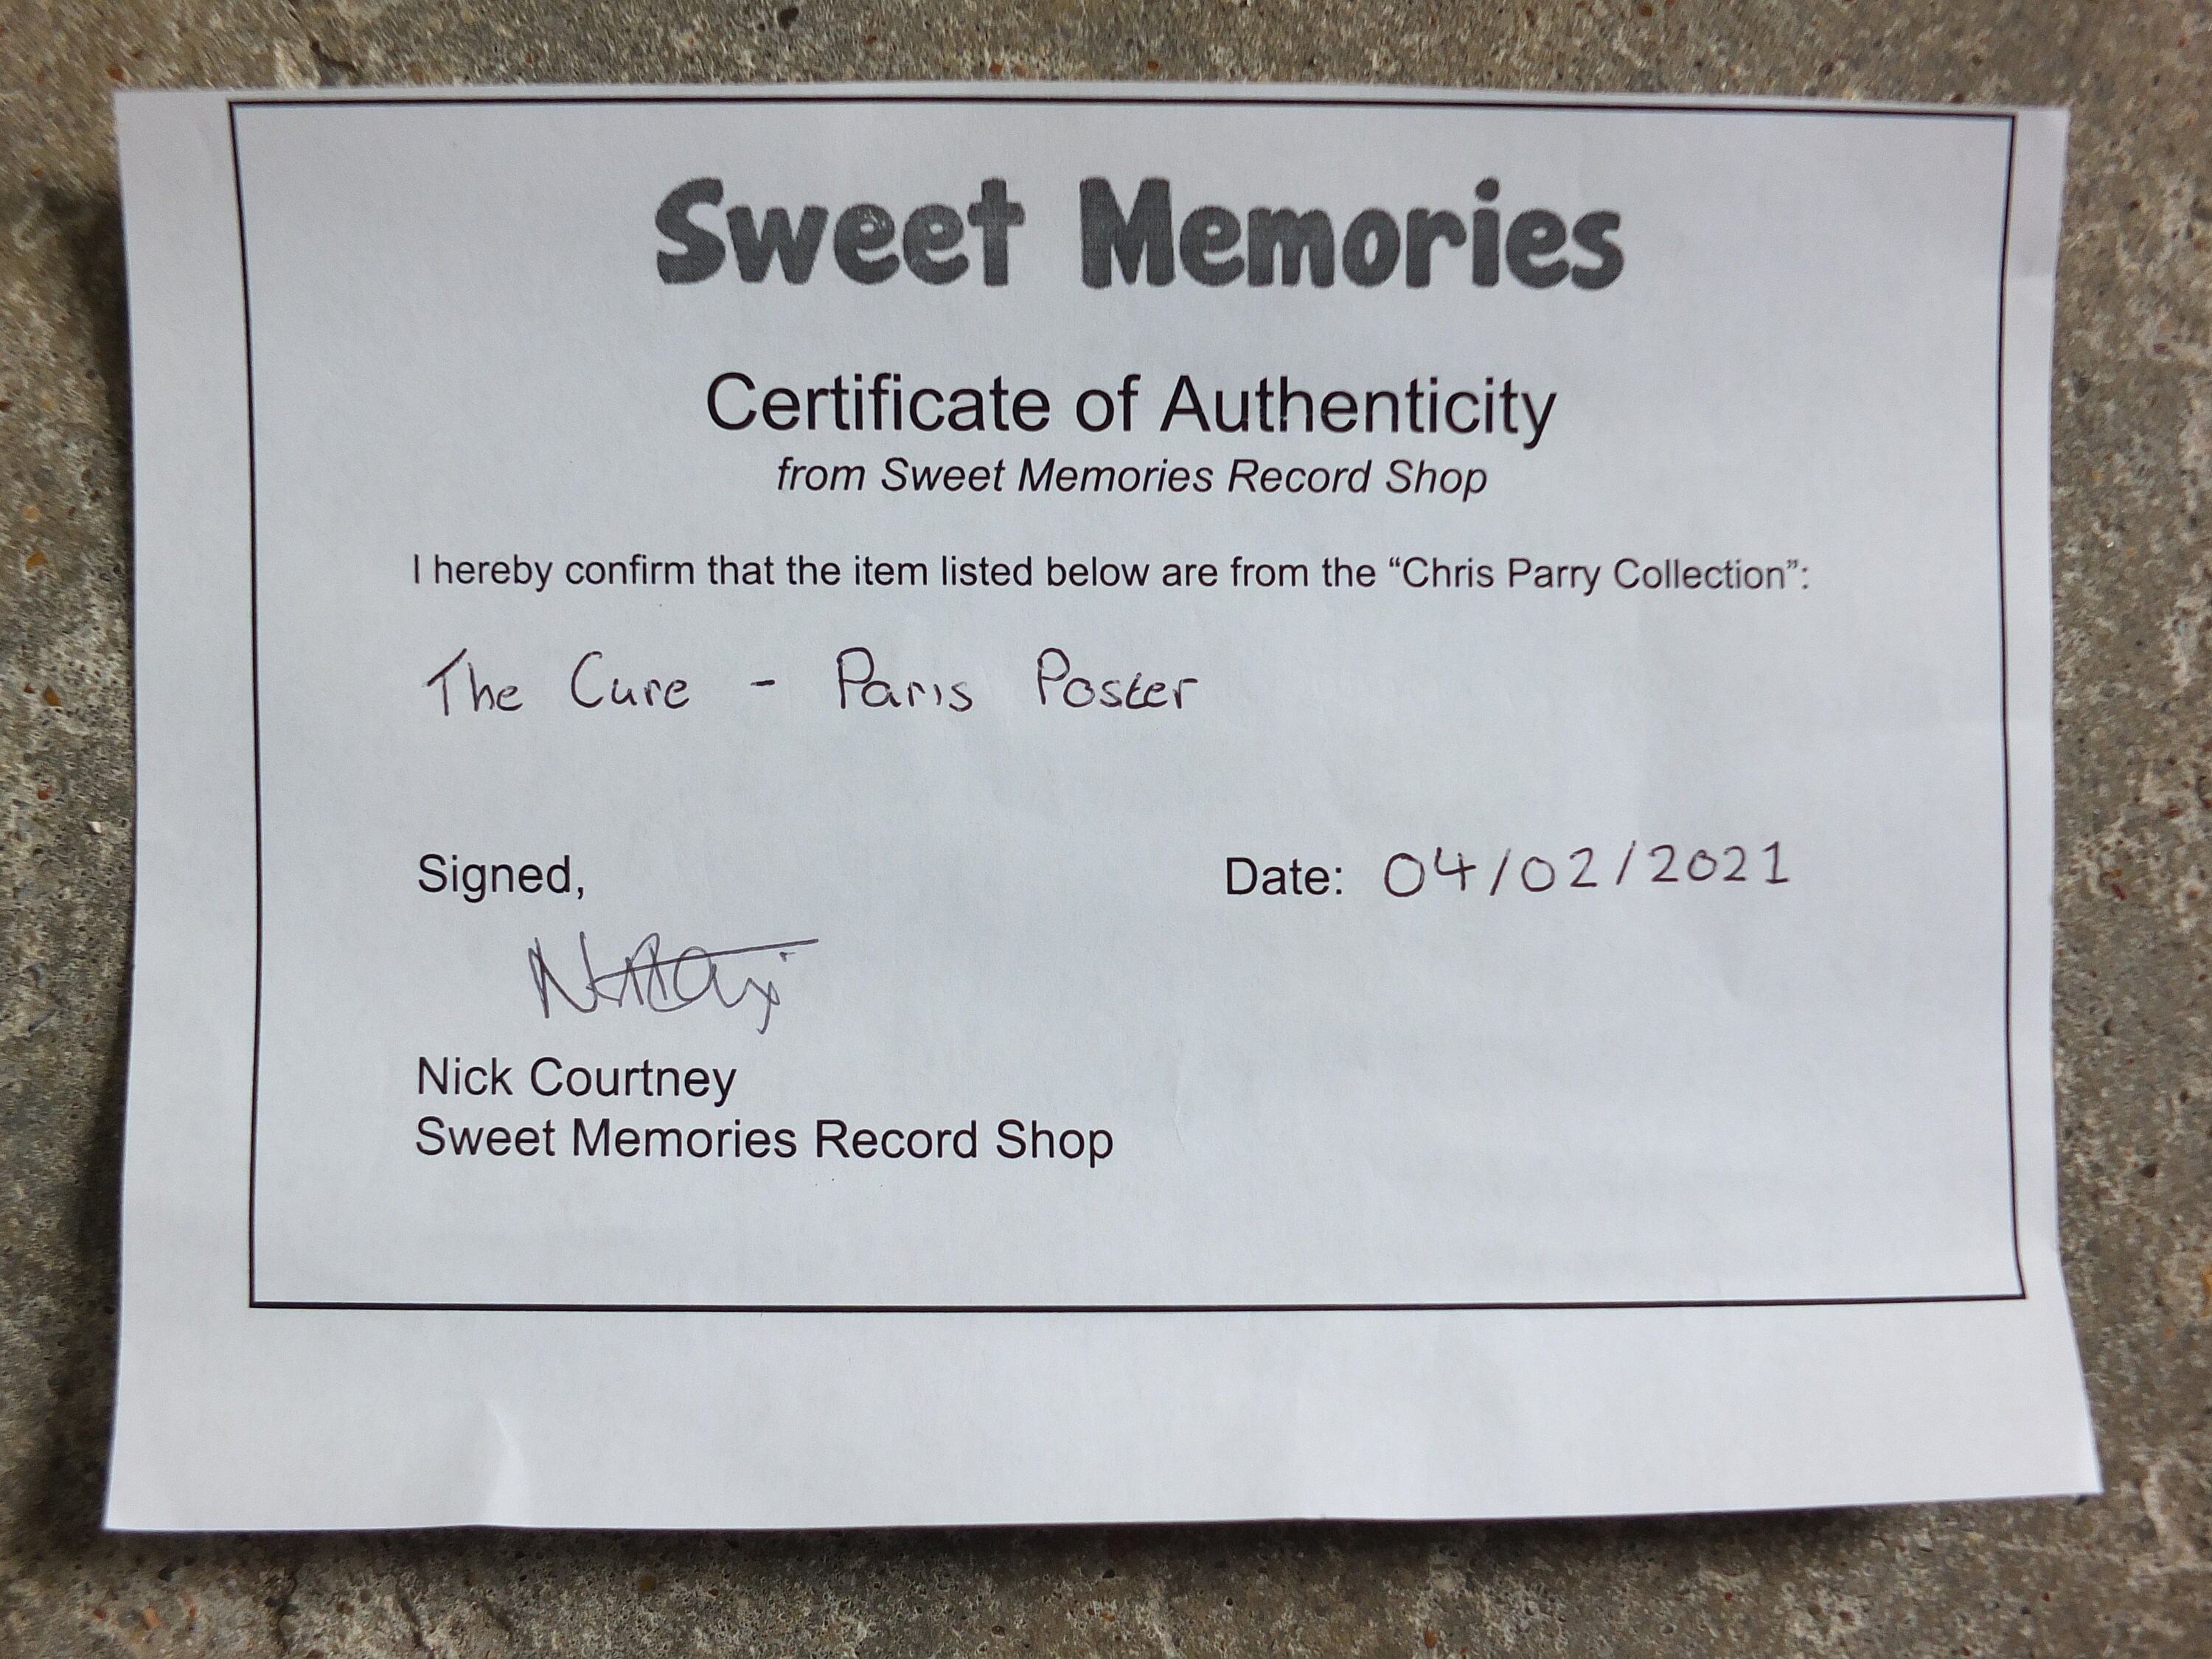 Sweet Memories
Certificate of Authenticity
from Sweet Memories Record Shop
I hereby confirm that the item listed below are from the “Chris Parry Collection”:
The Cure - Paris Poster
Signed,
Date: 04/02/2021
Nick Courtney
Sweet Memories Record Shop